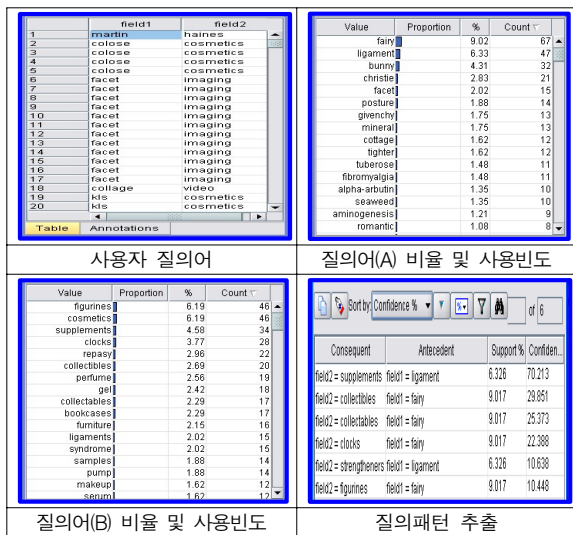 field1 field2
1 martin haines
2 colose cosmetics
3 colose cosmetics
4 colose cosmetics
5 colose cosmetics
6 facet imaging
7 facet imaging
8 facet imaging
9 facet imaging
10 facet imaging
11 facet imaging
12 facet imaging
13 facet imaging
14 facet imaging
15 facet imaging
16 facet imaging
17 facet imaging
18 collage video
19 kls cosmetics
20 kls cosmetics
Table Annotations
사용자 질의어
Value Proportion % Count
fairy 9.02 67
ligament 6.33 47
bunny 4.31 32
christie 2.83 21
facet 2.02 15
posture 1.88 14
givenchy 1.75 13
mineral 1.75 13
cottage 1.62 12
tighter 1.62 12
tuberose 1.48 11
fibromyalgia 1.48 11
alpha-arbutin 1.35 10
seaweed 1.35 10
aminogenesis 1.21 9
romantic 1.08 8
질의어(A) 비율 및 사용빈도
Value Proportion % Count
figurines 6.19 46
cosmetics 6.19 46
supplements 4.58 34
clocks 3.77 28
repasy 2.96 22
collectibles 2.69 20
perfume 2.56 19
gel 2.42 18
collectables 2.29 17
bookcases 2.29 17
furniture 2.15 16
ligaments 2.02 15
syndrome 2.02 15
samples 1.88 14
pump 1.88 14
makeup 1.62 12
serum 1.62 12
질의어(B) 비율 및 사용빈도
Sort by: Confidence % of 6
Consequent Antecedent Support % Confiden...
field2 = supplements field1 = ligament 6.326 70.213
field2 = collectibles field1 = fairy 9.017 29.851
field2 = collectables field1 = fairy 9.017 25.373
field2 = clocks field1 = fairy 9.017 22.388
field2 = strengtheners field1 = ligament 6.326 10.638
field2 = figurines field1 = fairy 9.017 10.448
질의패턴 추출